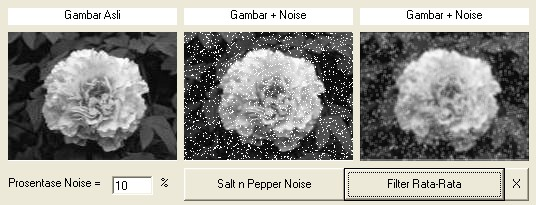 Gambar Asli
Gambar + Noise
Gambar + Noise
Prosentase Noise =
10
%
Salt n Pepper Noise
Filter Rata-Rata
X